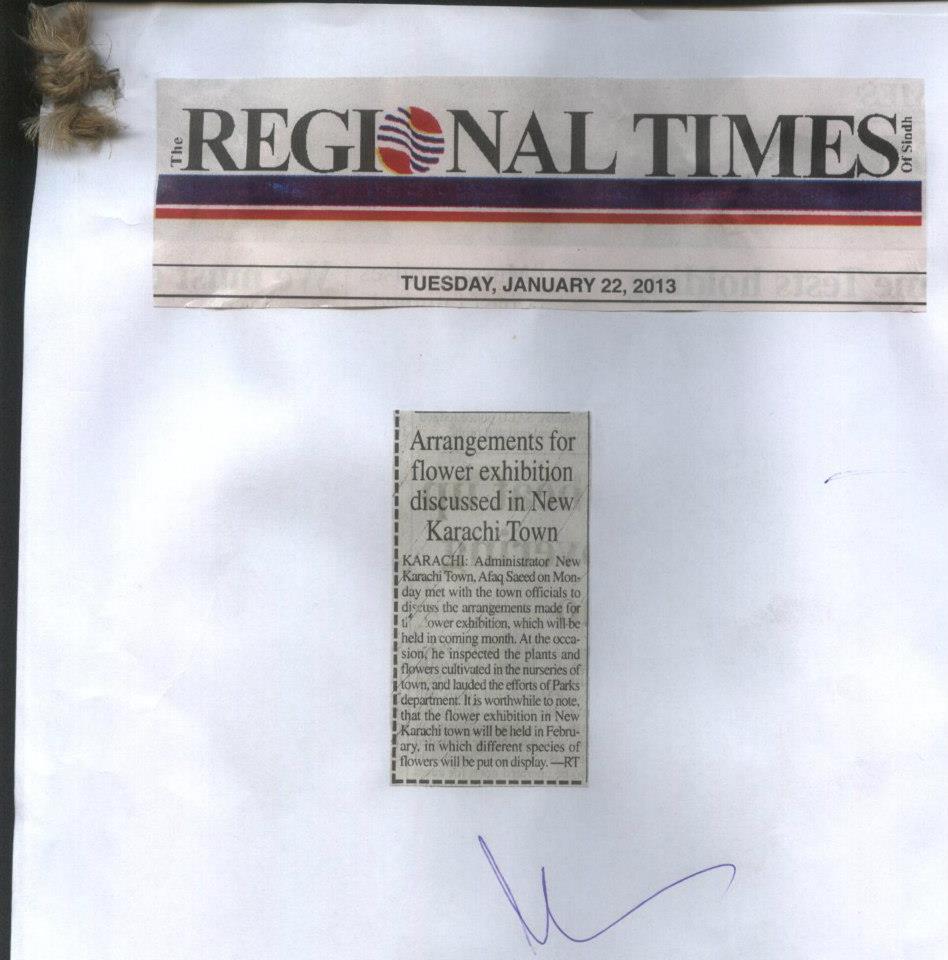 The REGIONAL TIMES Of Sindh
TUESDAY, JANUARY 22, 2013
Arrangements for
flower exhibition
discussed in New
Karachi Town
KARACHI: Administrator New
Karachi Town, Afaq Saeed on Mon-
day met with the town officials to
discuss the arrangements made for
ower exhibition, which will be
held in coming month. At the occa-
sion, he inspected the plants and
flowers cultivated in the nurseries of
town, and lauded the efforts of Parks
department. It is worthwhile to note,
that the flower exhibition in New
Karachi town will be held in Febru-
ary, in which different species of
flowers will be put on display. —RT